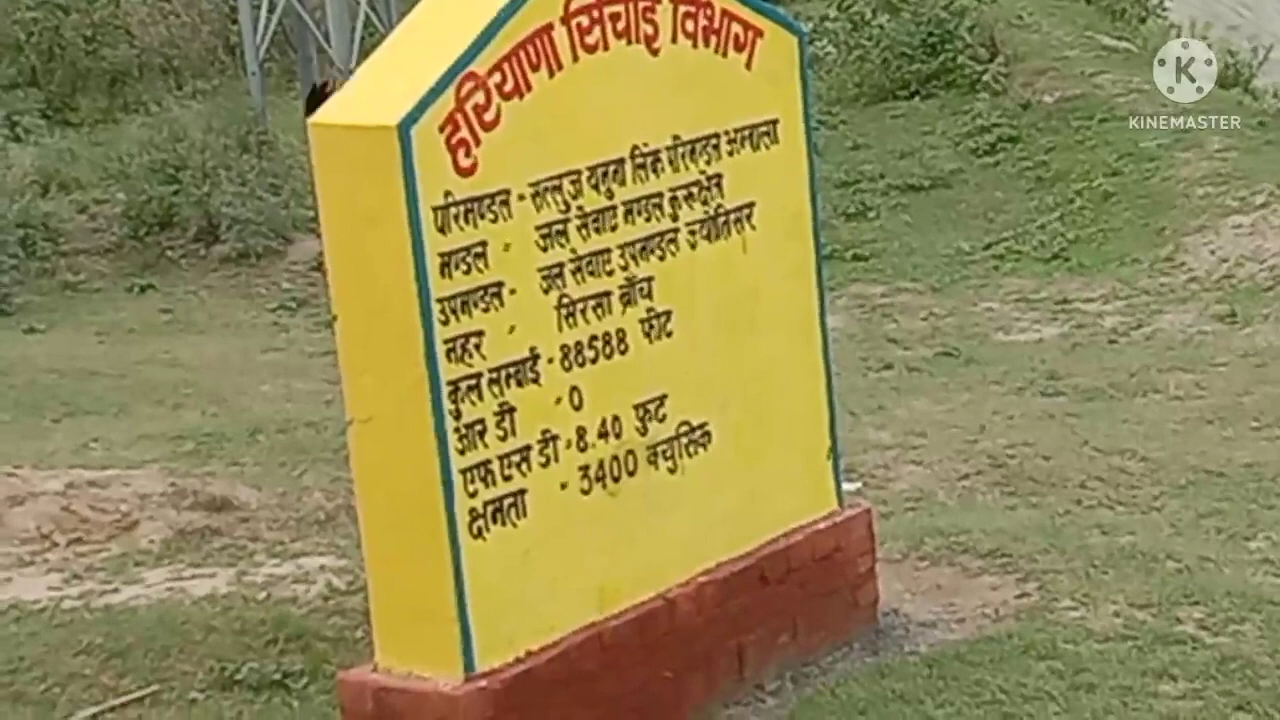 हरियाणा सिंचाई विभाग
परिमण्डल - सतलुज यमुना लिंक परिमण्डल अम्बाला
मण्डल - जल सेवाएं मण्डल कुरूक्षेत्र
उपमण्डल - जल सेवाएं उपमण्डल ज्योतिसर
नहर - सिरसा ब्राँच
कुल लम्बाई - 88588 फीट
आर डी - 0
एफ एस डी - 8.40 फुट
क्षमता - 3400 क्युसिक
K
KINEMASTER